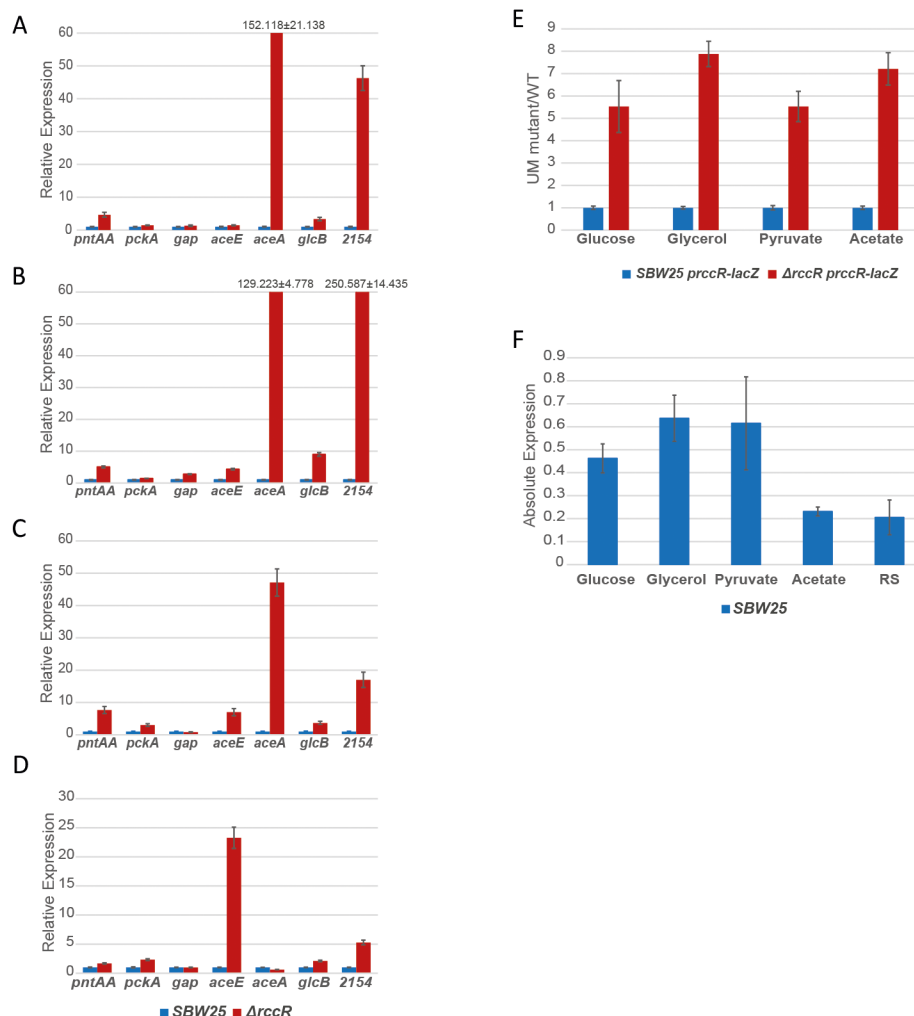 A
152.118±21.138
Relative Expression
60
50
40
30
20
10
0
pntAA pckA gap aceE aceA glcB 2154
B
129.223±4.778 250.587±14.435
Relative Expression
60
50
40
30
20
10
0
pntAA pckA gap aceE aceA glcB 2154
C
Relative Expression
60
50
40
30
20
10
0
pntAA pckA gap aceE aceA glcB 2154
D
Relative Expression
30
25
20
15
10
5
0
pntAA pckA gap aceE aceA glcB 2154
SBW25 ΔrccR
E
UM mutant/WT
9
8
7
6
5
4
3
2
1
0
Glucose Glycerol Pyruvate Acetate
SBW25 prccR-lacZ ΔrccR prccR-lacZ
F
Absolute Expression
0.9
0.8
0.7
0.6
0.5
0.4
0.3
0.2
0.1
0
Glucose Glycerol Pyruvate Acetate RS
SBW25